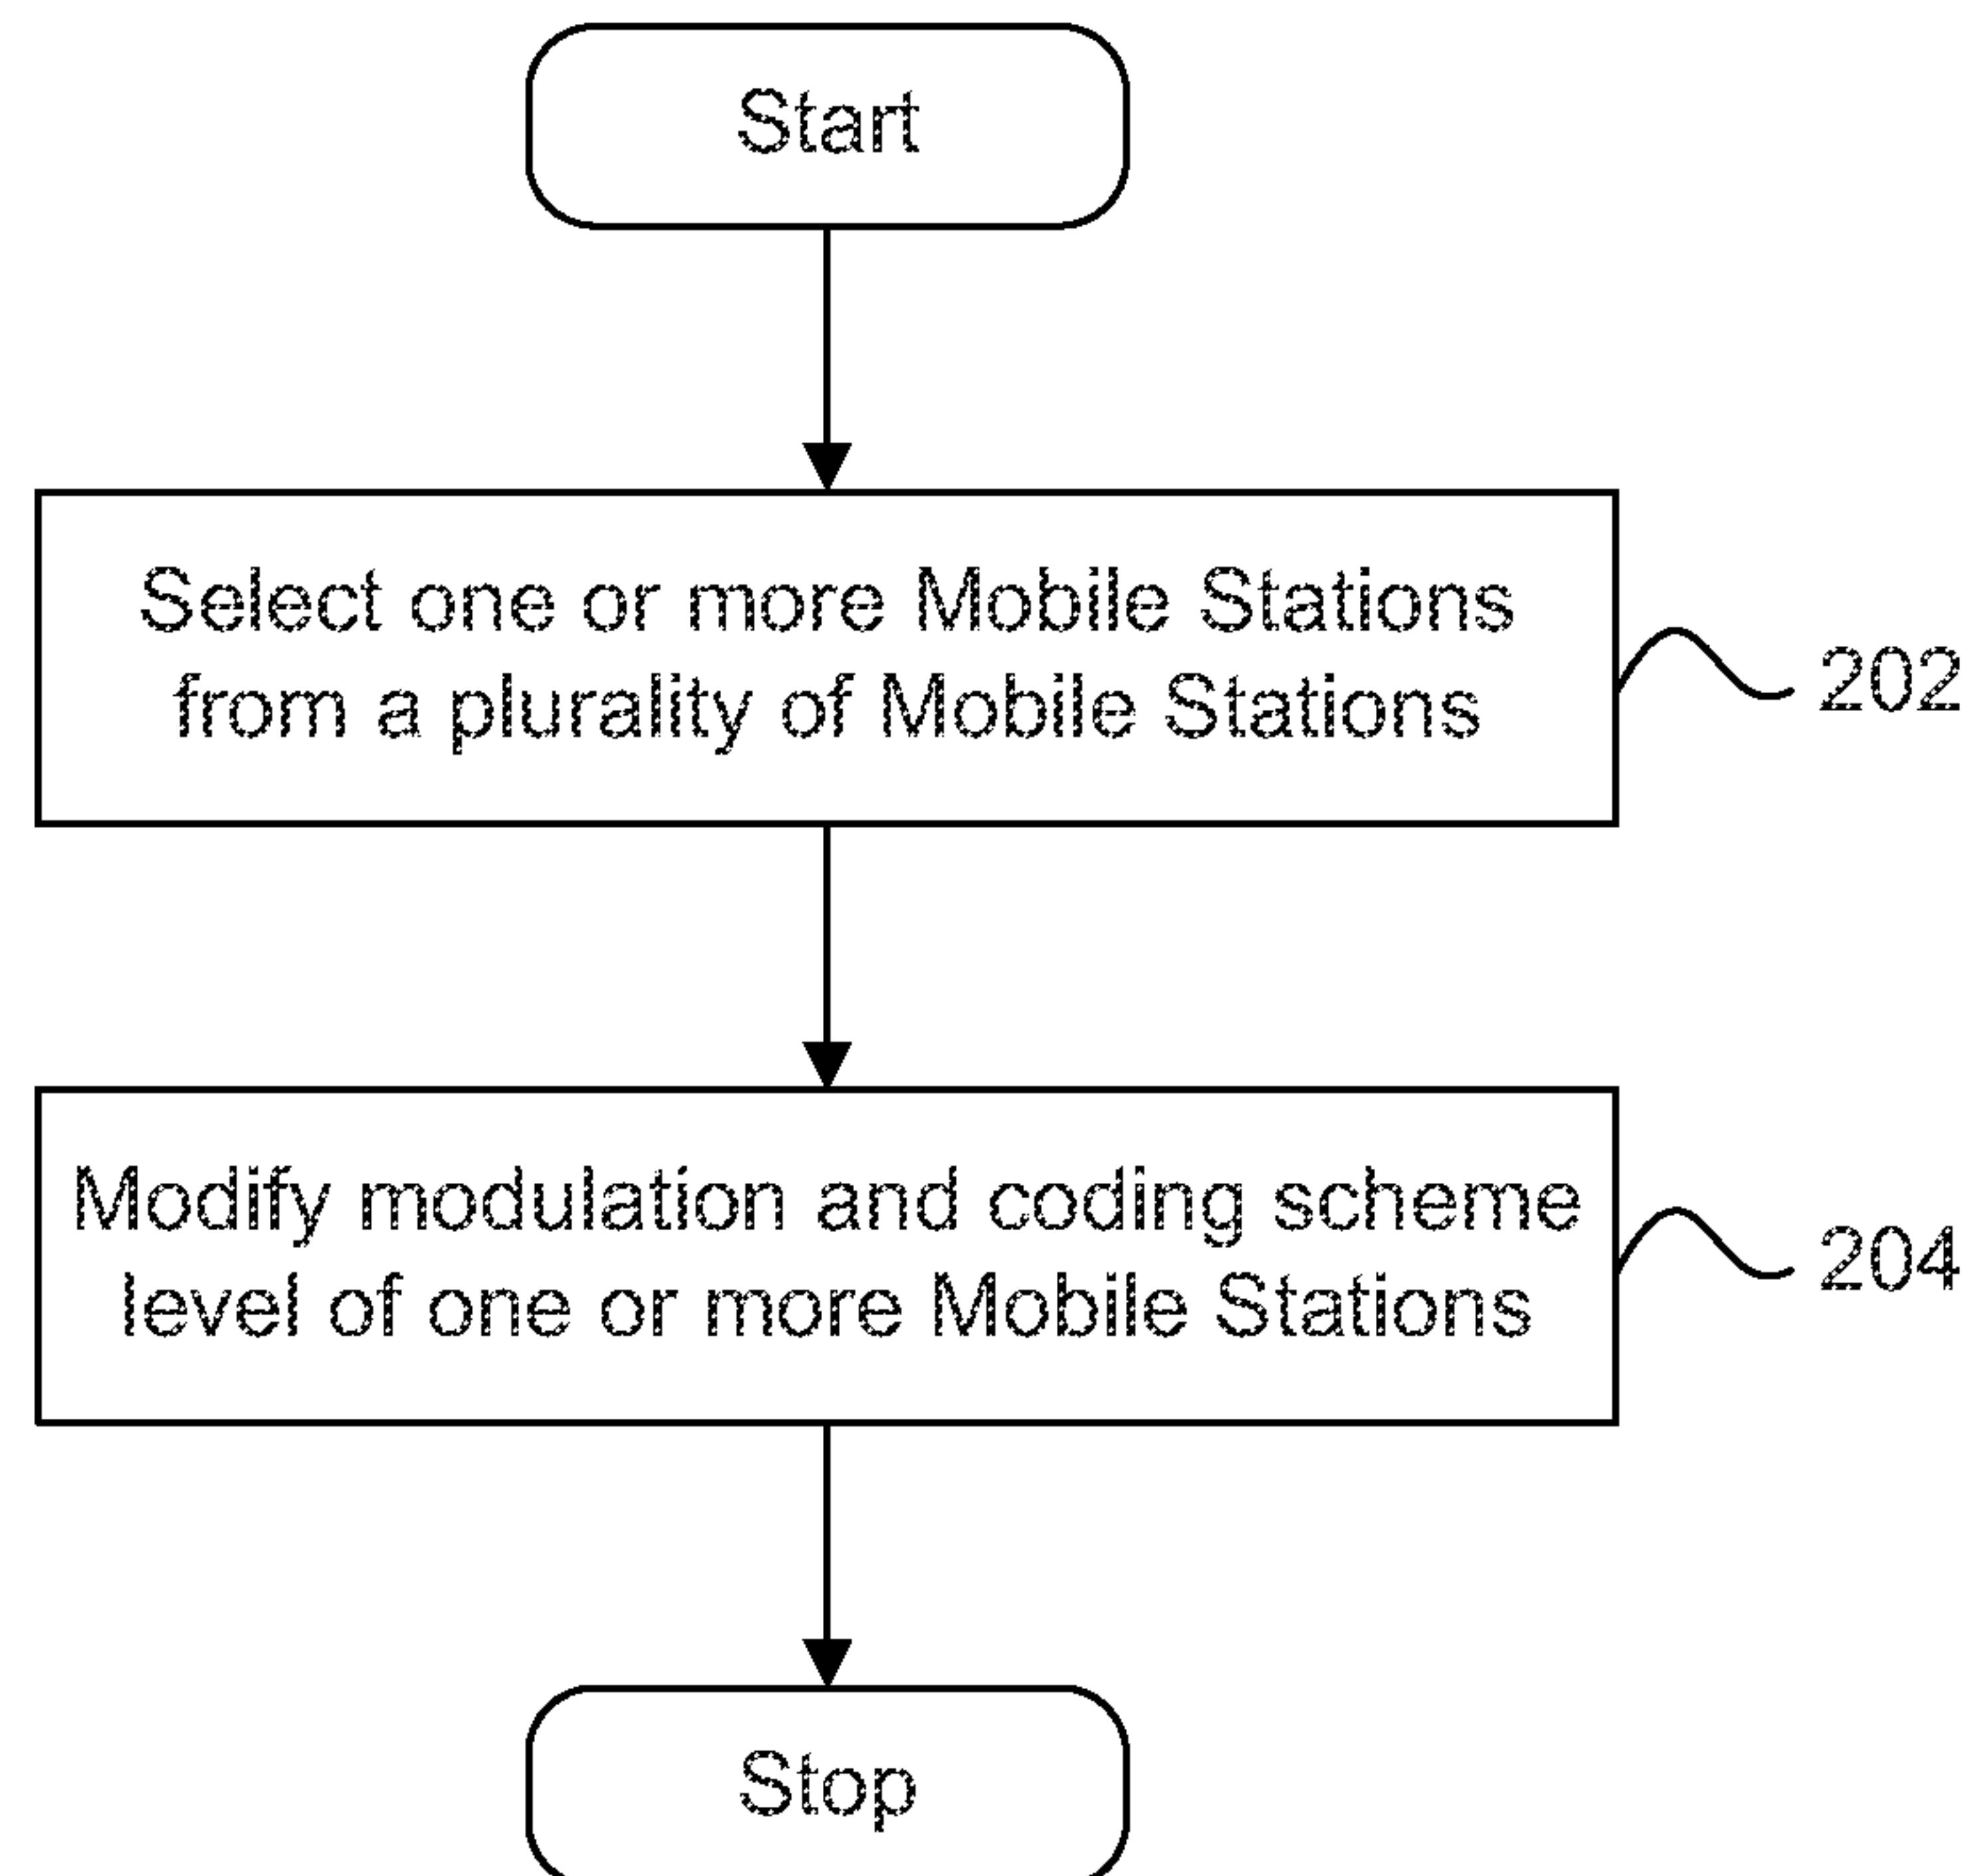 Start
Select one or more Mobile Stations
from a plurality of Mobile Stations
202
Modify modulation and coding scheme
level of one or more Mobile Stations
204
Stop